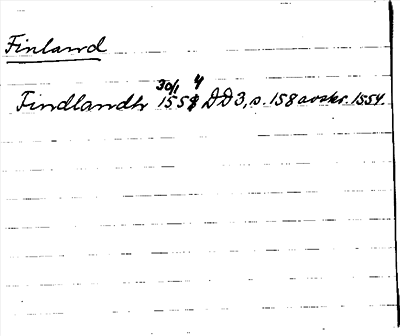 Finland
30/1 4
Findlandh 1558 DD3, s. 158 avskr. 1554.